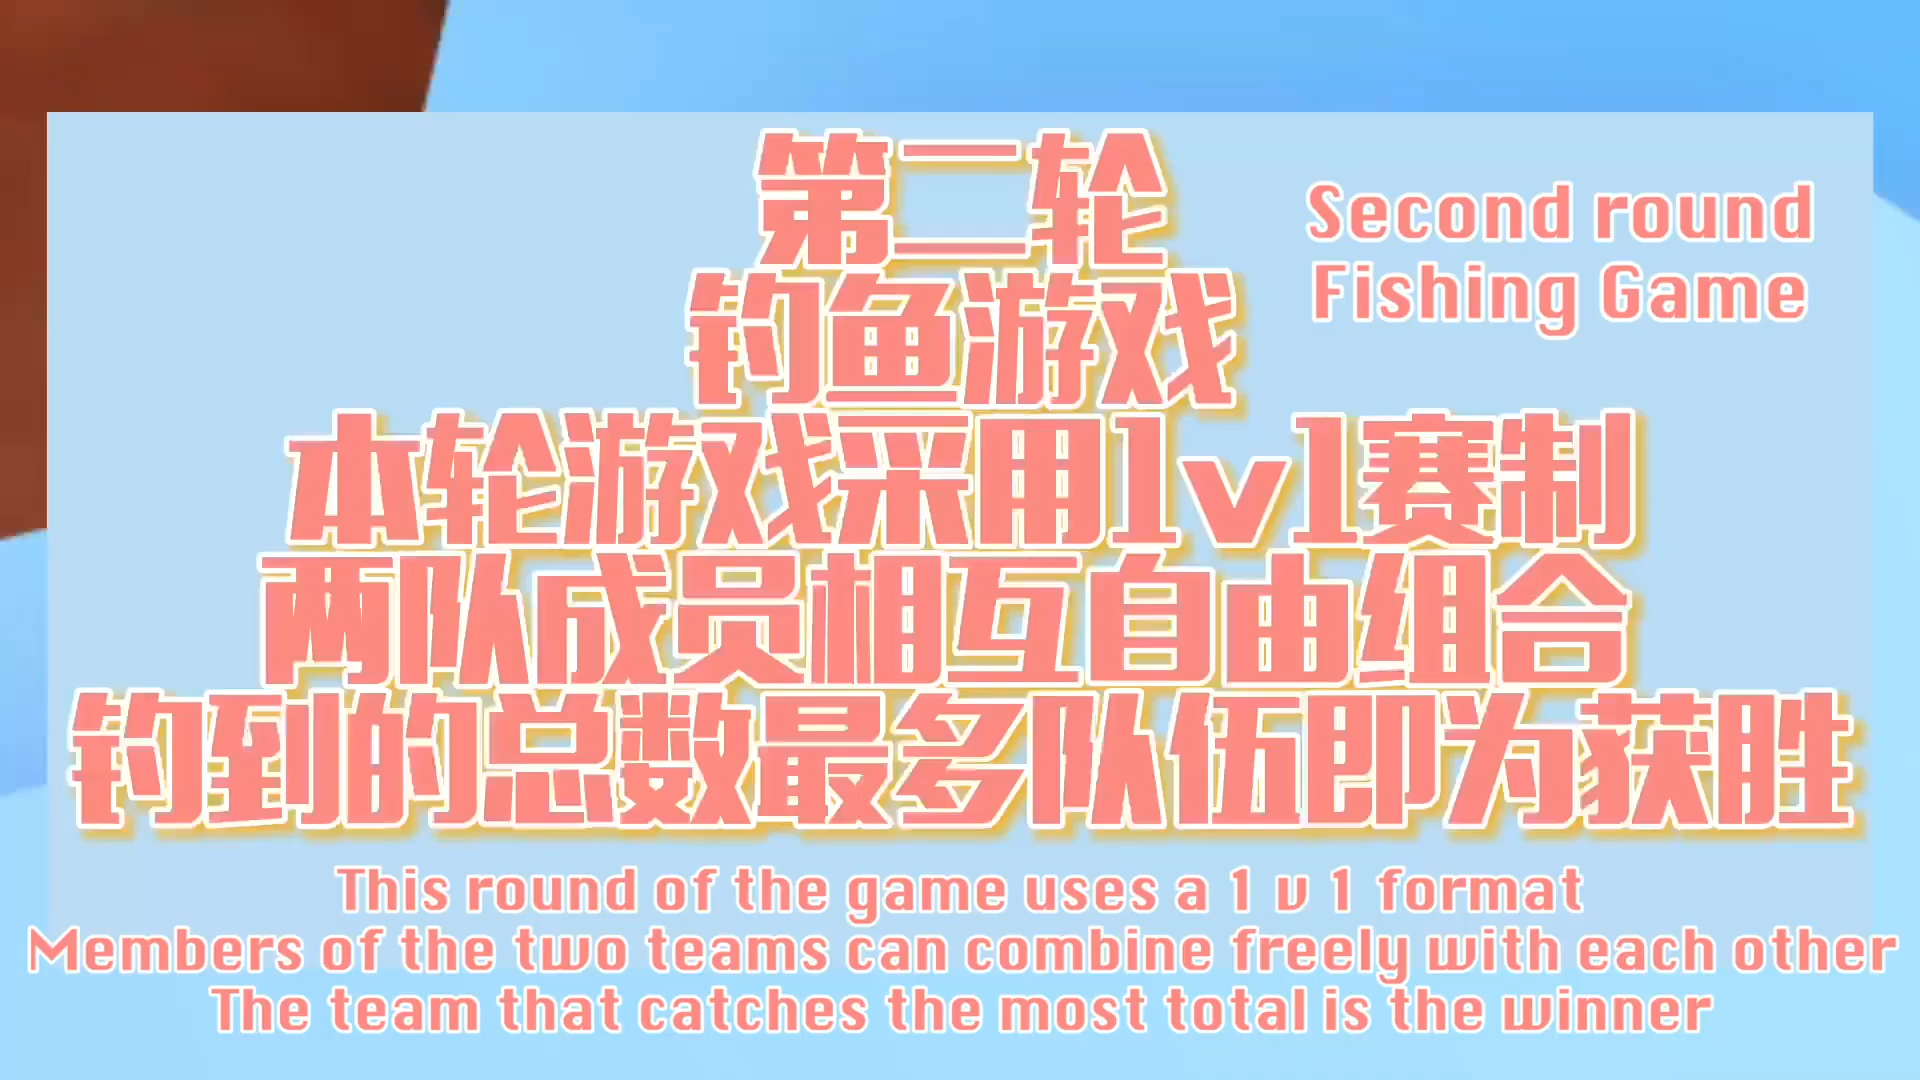 第二轮
Second round
钓鱼游戏
Fishing Game
本轮游戏采用1v1赛制
两队成员相互自由组合
钓到的总数最多队伍即为获胜
This round of the game uses a 1 v 1 format
Members of the two teams can combine freely with each other
The team that catches the most total is the winner